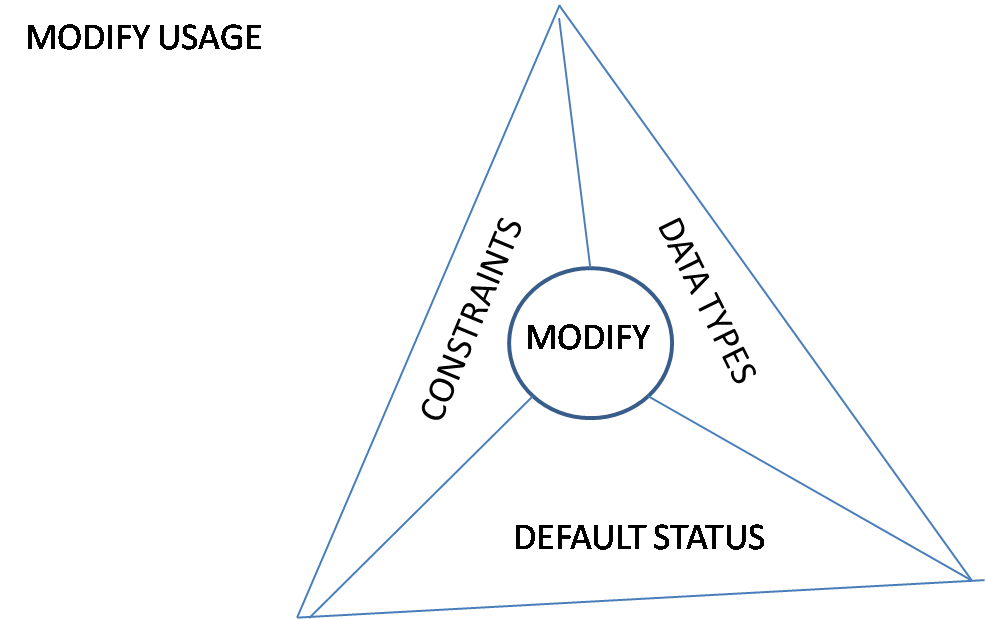 MODIFY USAGE
CONSTRAINTS
DATA TYPES
MODIFY
DEFAULT STATUS